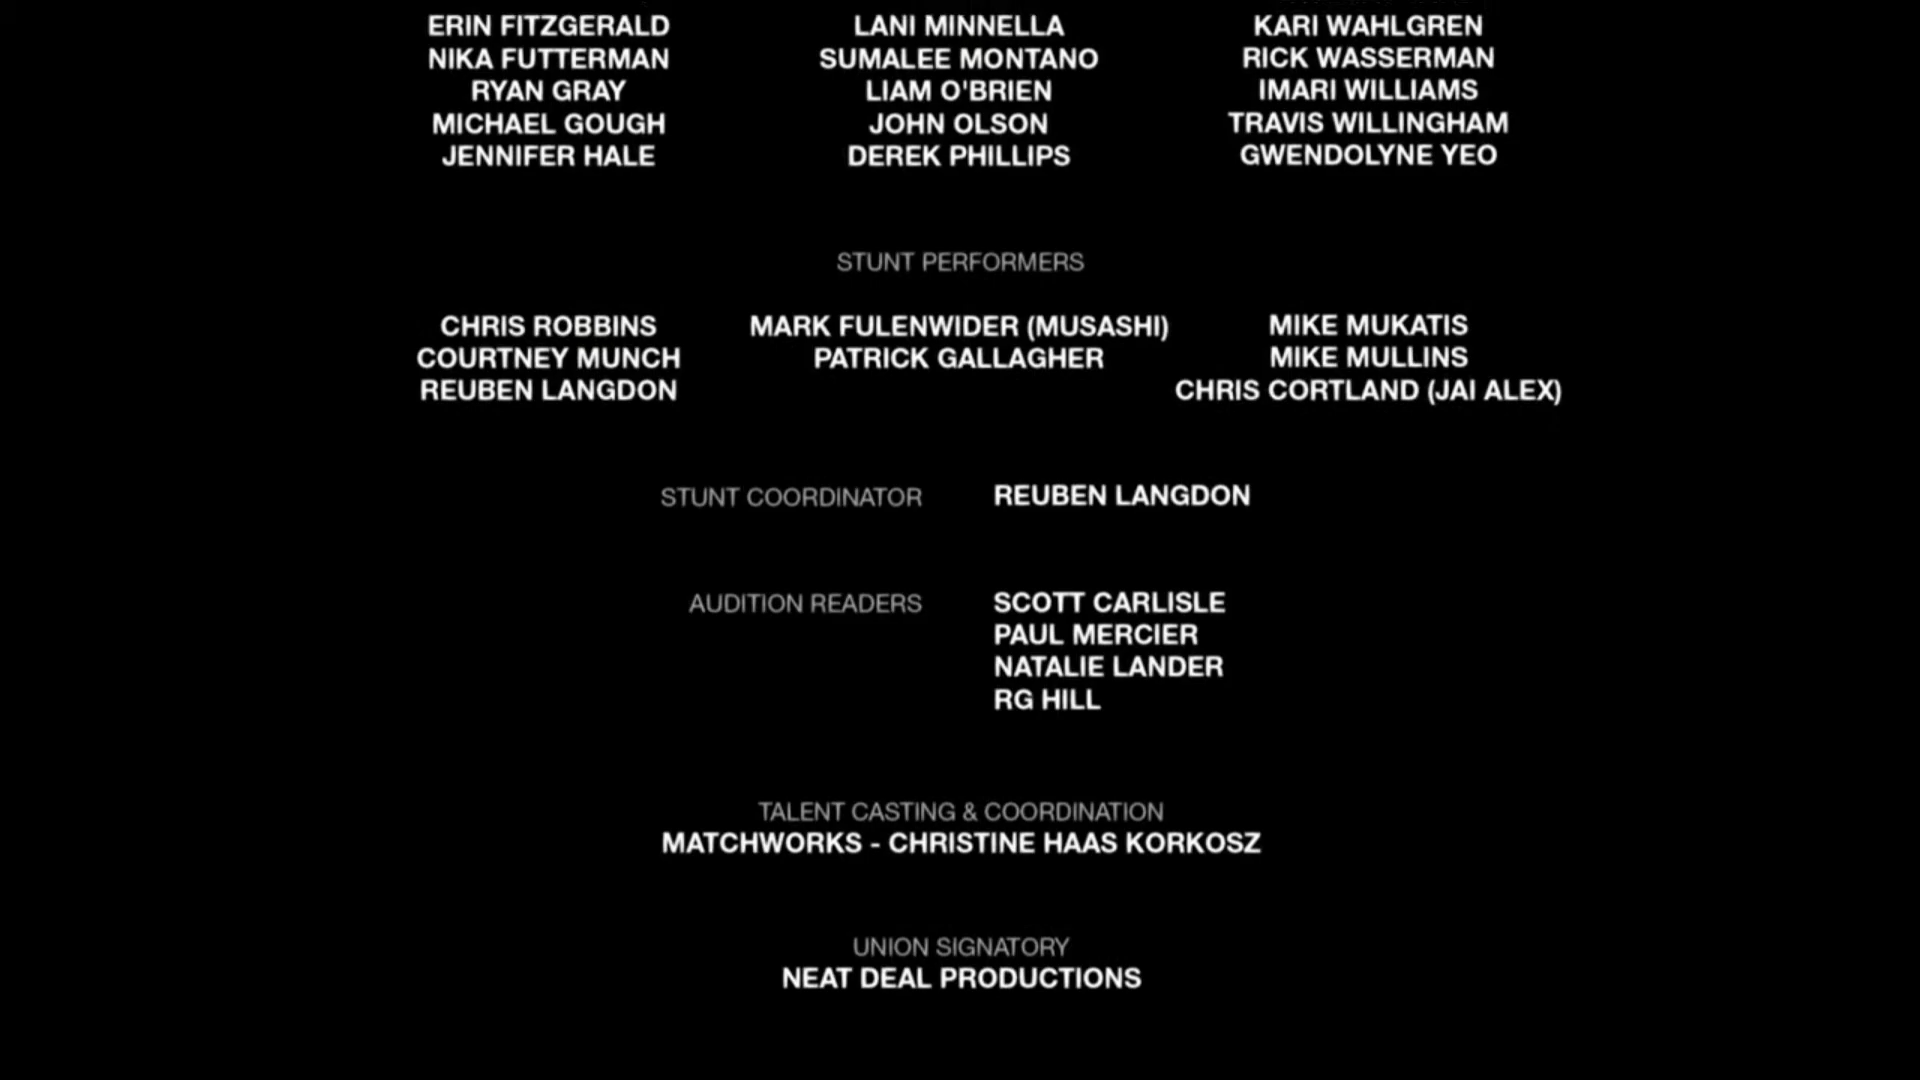 ERIN FITZGERALD LANI MINNELLA KARI WAHLGREN
NIKA FUTTERMAN SUMALEE MONTANO RICK WASSERMAN
RYAN GRAY LIAM O'BRIEN IMARI WILLIAMS
MICHAEL GOUGH JOHN OLSON TRAVIS WILLINGHAM
JENNIFER HALE DEREK PHILLIPS GWENDOLYNE YEO
STUNT PERFORMERS
CHRIS ROBBINS MARK FULENWIDER (MUSASHI) MIKE MUKATIS
COURTNEY MUNCH PATRICK GALLAGHER MIKE MULLINS
REUBEN LANGDON CHRIS CORTLAND (JAI ALEX)
STUNT COORDINATOR REUBEN LANGDON
AUDITION READERS SCOTT CARLISLE
PAUL MERCIER
NATALIE LANDER
RG HILL
TALENT CASTING & COORDINATION
MATCHWORKS - CHRISTINE HAAS KORKOSZ
UNION SIGNATORY
NEAT DEAL PRODUCTIONS